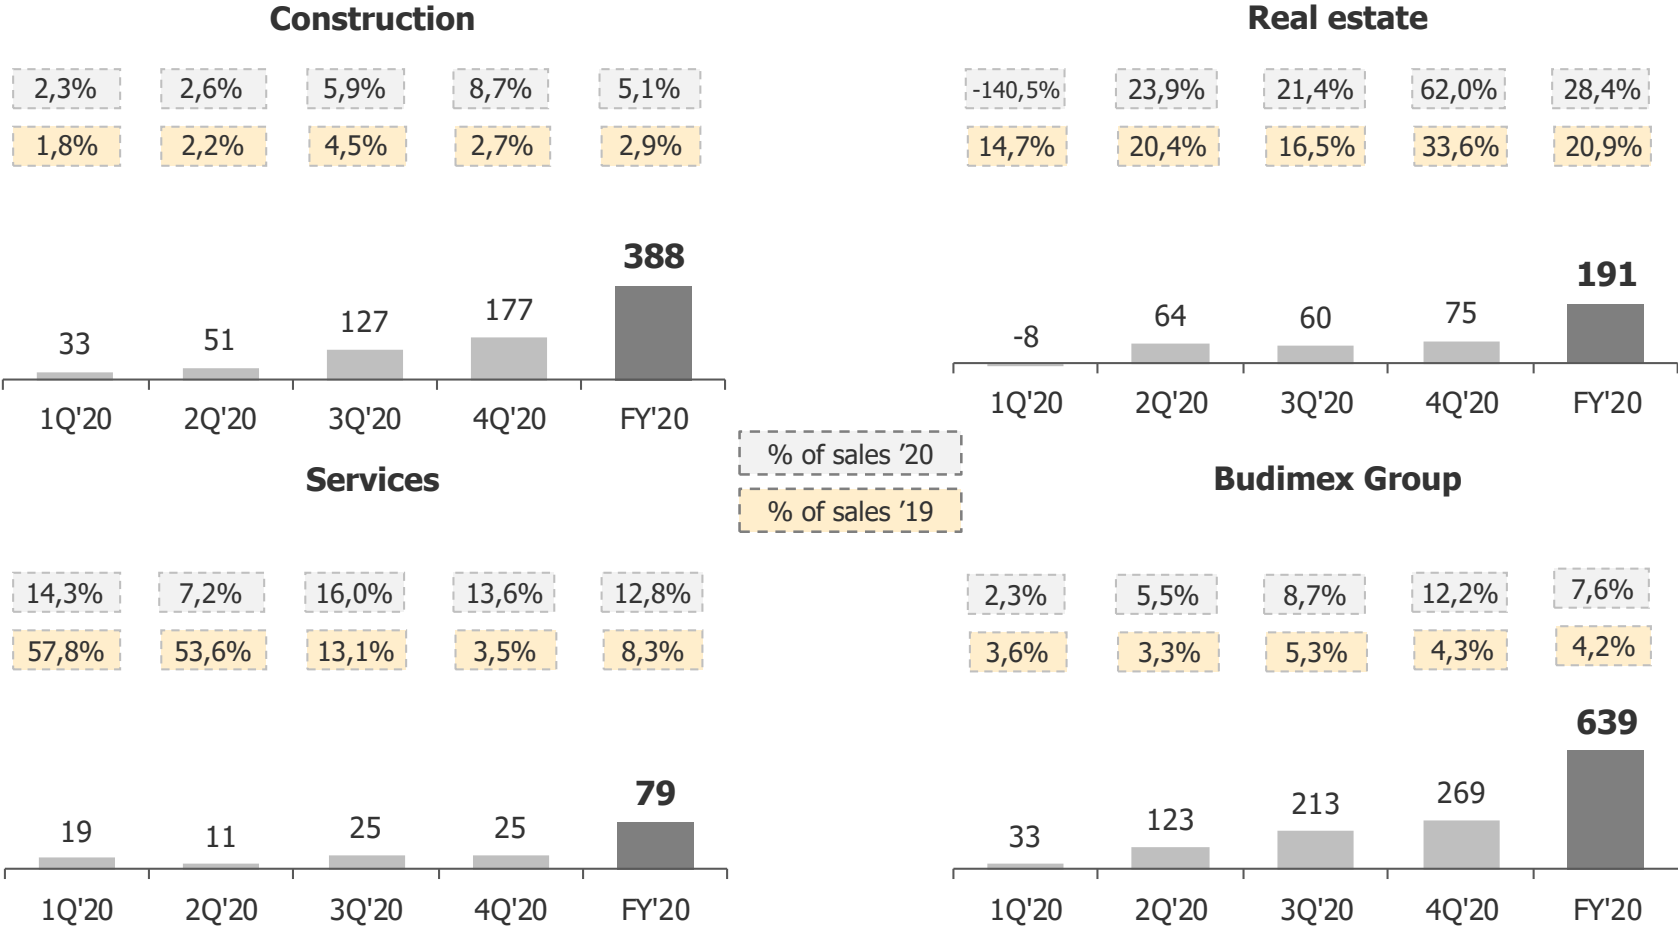 Construction
2,3% 2,6% 5,9% 8,7% 5,1%
1,8% 2,2% 4,5% 2,7% 2,9%
33 51 127 177 388
1Q'20 2Q'20 3Q'20 4Q'20 FY'20
Real estate
-140,5% 23,9% 21,4% 62,0% 28,4%
14,7% 20,4% 16,5% 33,6% 20,9%
-8 64 60 75 191
1Q'20 2Q'20 3Q'20 4Q'20 FY'20
% of sales ’20
% of sales ’19
Services
14,3% 7,2% 16,0% 13,6% 12,8%
57,8% 53,6% 13,1% 3,5% 8,3%
19 11 25 25 79
1Q'20 2Q'20 3Q'20 4Q'20 FY'20
Budimex Group
2,3% 5,5% 8,7% 12,2% 7,6%
3,6% 3,3% 5,3% 4,3% 4,2%
33 123 213 269 639
1Q'20 2Q'20 3Q'20 4Q'20 FY'20